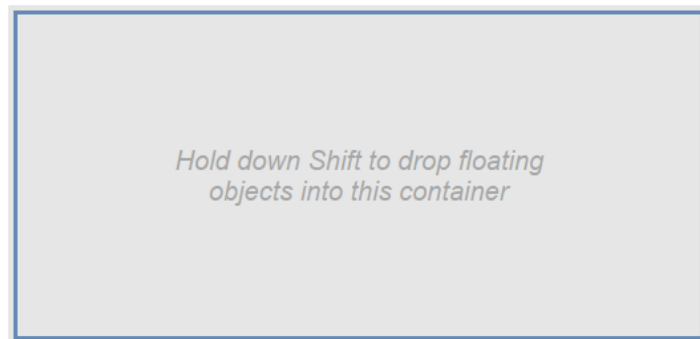 Hold down Shift to drop floating
objects into this container